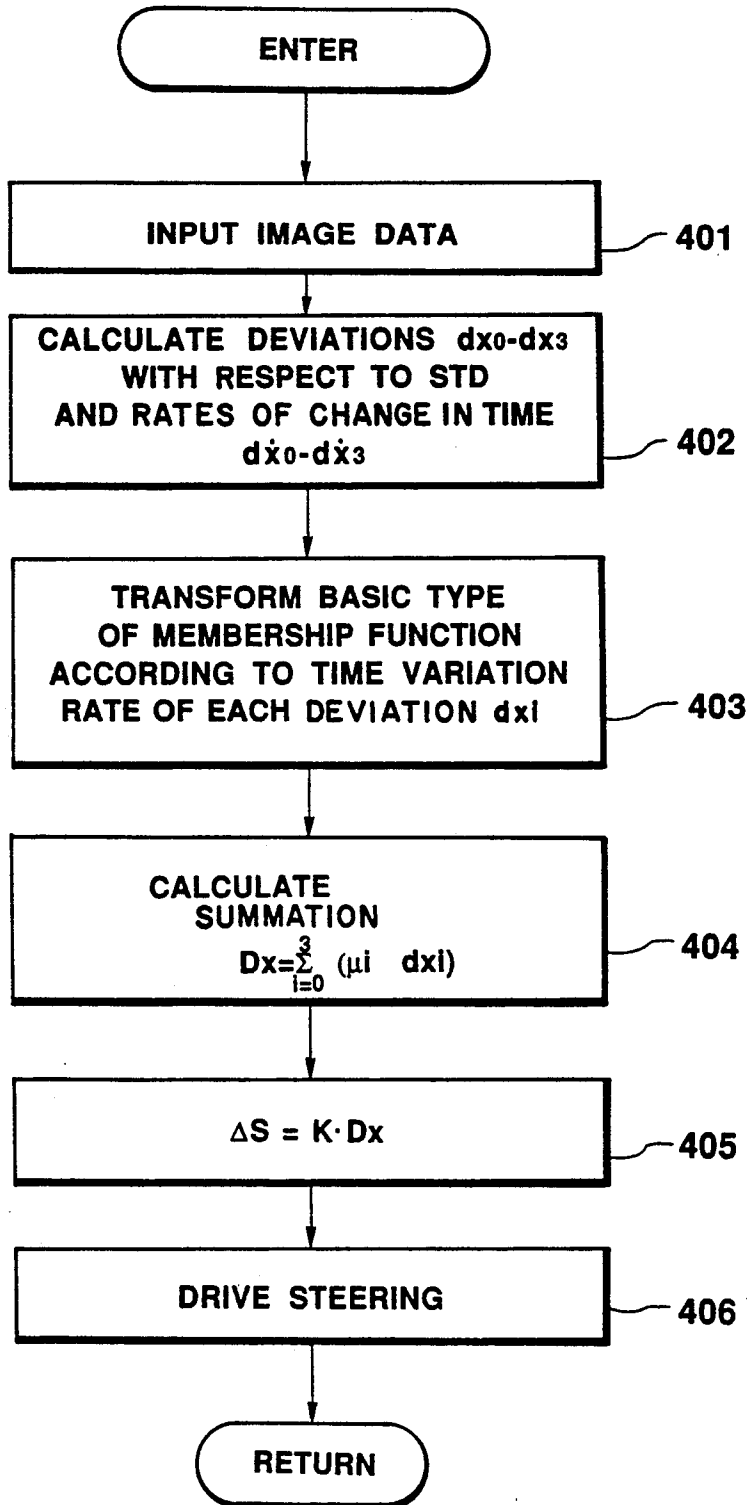 ENTER
INPUT IMAGE DATA
401
CALCULATE DEVIATIONS dx0-dx3
WITH RESPECT TO STD
AND RATES OF CHANGE IN TIME
dẋ0-dẋ3
402
TRANSFORM BASIC TYPE
OF MEMBERSHIP FUNCTION
ACCORDING TO TIME VARIATION
RATE OF EACH DEVIATION dxi
403
CALCULATE
SUMMATION
3
Dx=Σ (μi dxi)
i=0
404
ΔS = K·Dx
405
DRIVE STEERING
406
RETURN